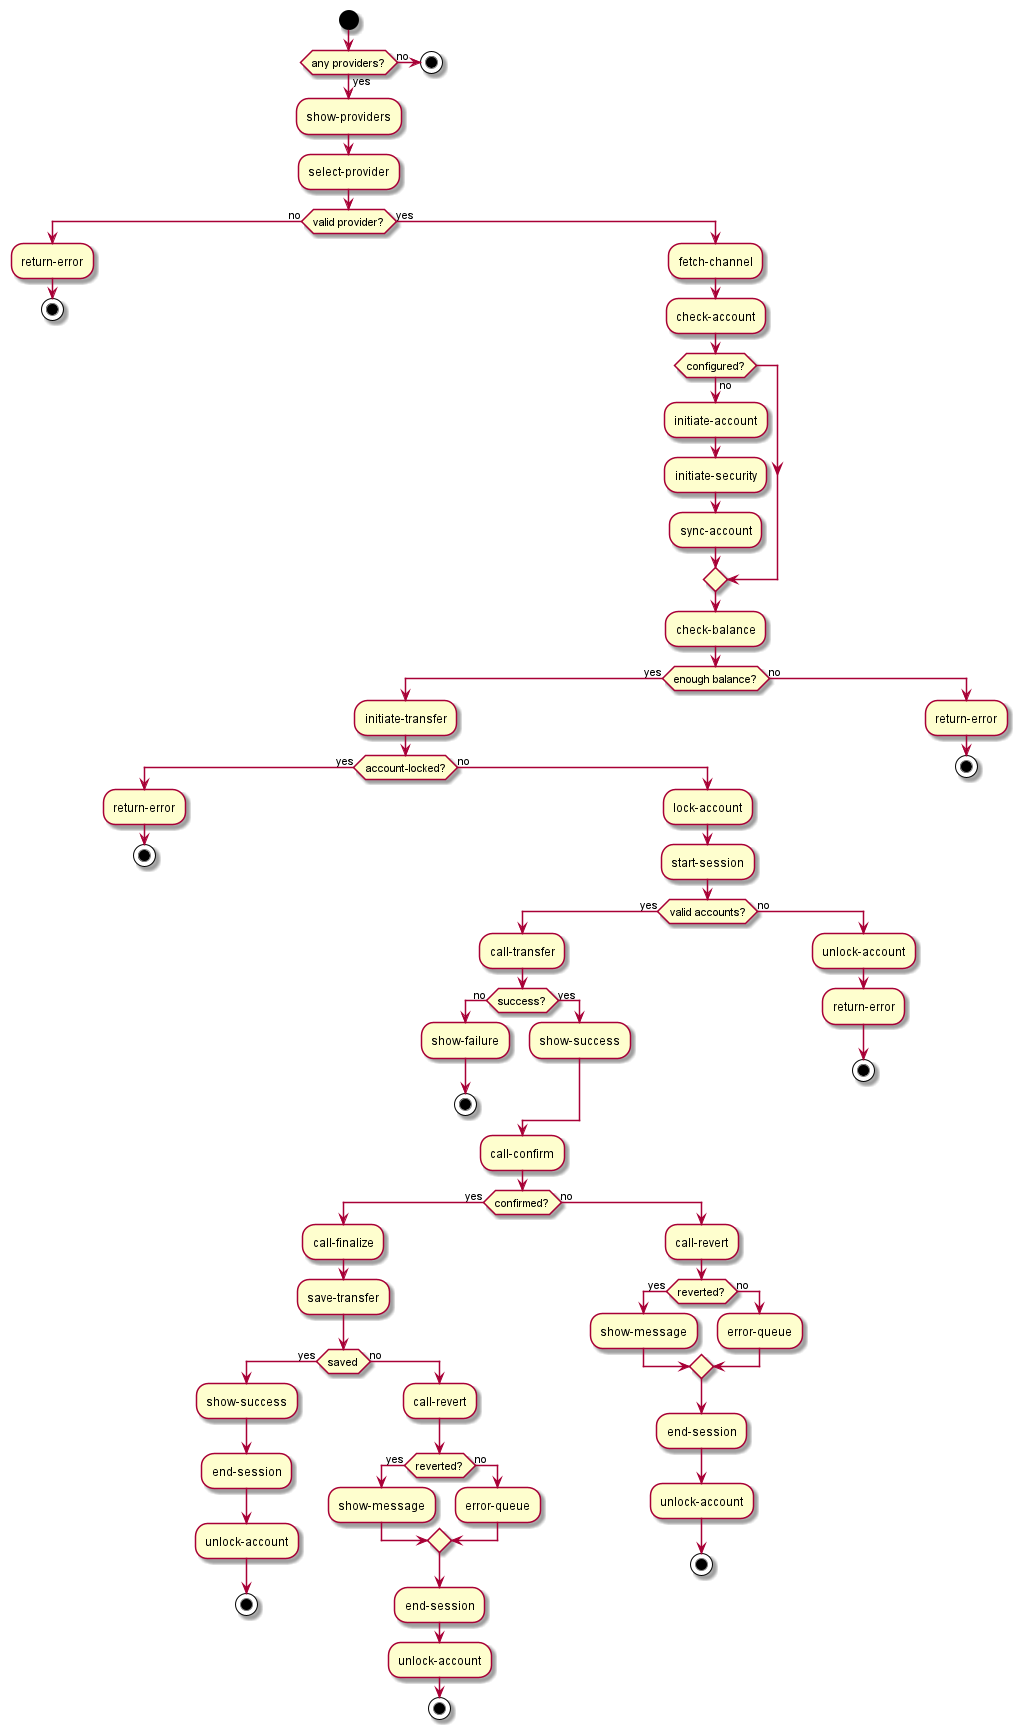 any providers?
no
yes
show-providers
select-provider
no
valid provider?
yes
return-error
fetch-channel
check-account
configured?
no
initiate-account
initiate-security
sync-account
check-balance
yes
enough balance?
no
initiate-transfer
return-error
yes
account-locked?
no
return-error
lock-account
start-session
yes
valid accounts?
no
call-transfer
unlock-account
no
success?
yes
return-error
show-failure
show-success
call-confirm
yes
confirmed?
no
call-finalize
call-revert
save-transfer
yes
reverted?
no
show-message
error-queue
yes
saved
no
show-success
call-revert
end-session
yes
reverted?
no
end-session
unlock-account
show-message
error-queue
unlock-account
end-session
unlock-account